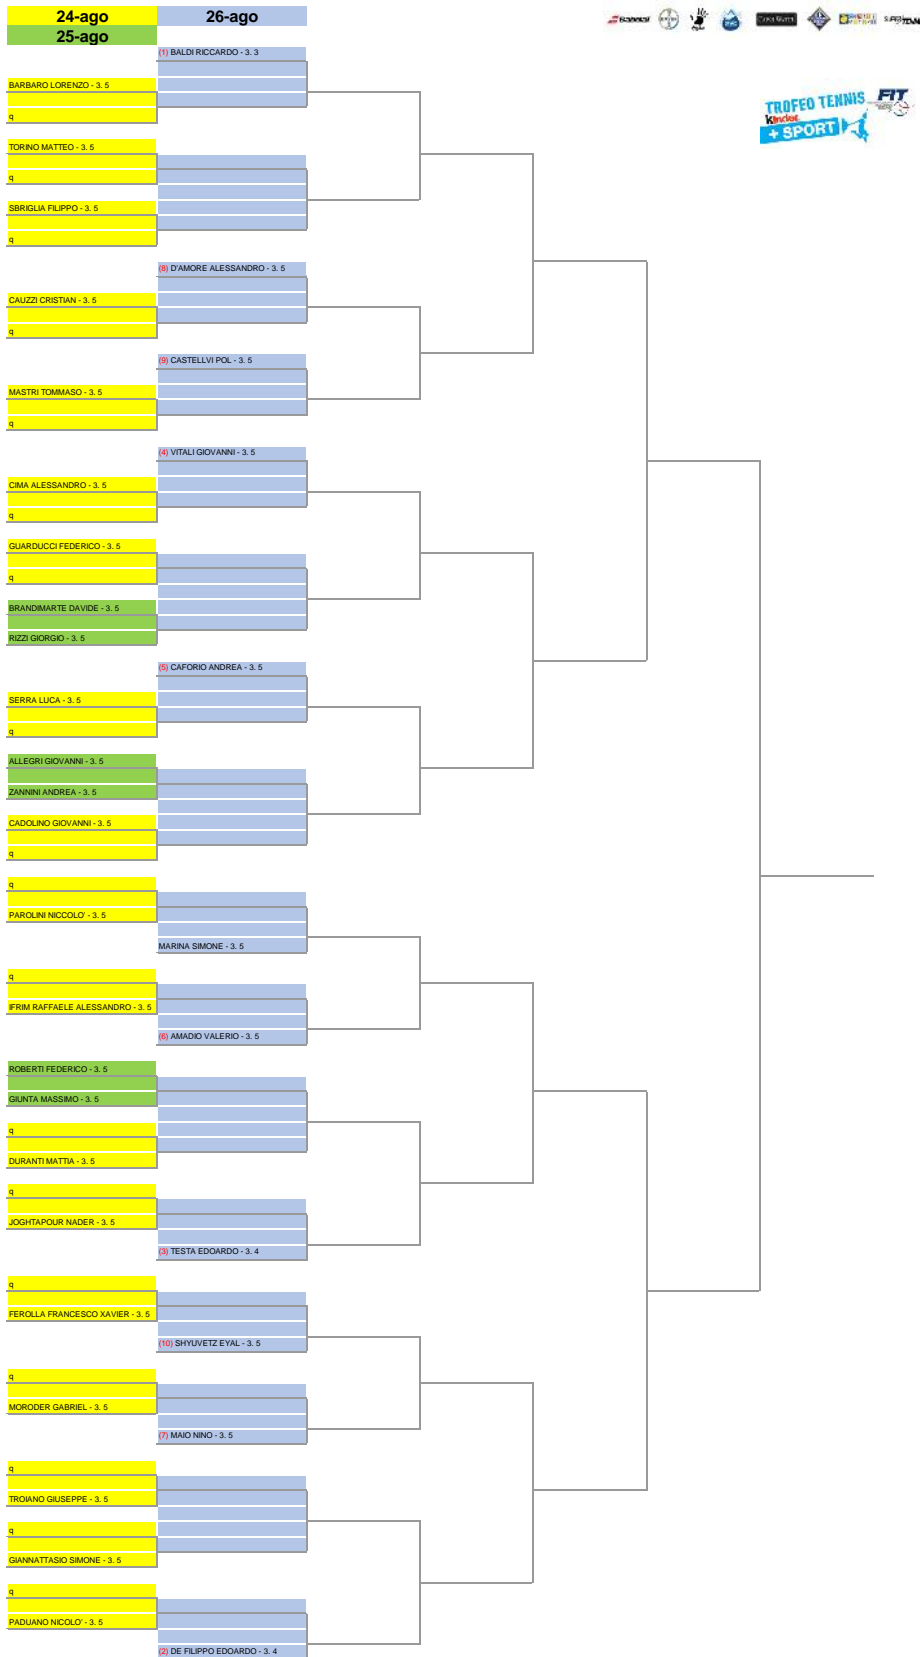 24-ago
26-ago
25-ago
(1) BALDI RICCARDO - 3. 3
BARBARO LORENZO - 3. 5
q
TROFEO TENNIS
FIT
Kinder
+ SPORT
TORINO MATTEO - 3. 5
q
SBRIGLIA FILIPPO - 3. 5
q
(8) D'AMORE ALESSANDRO - 3. 5
CAUZZI CRISTIAN - 3. 5
q
(9) CASTELLVI POL - 3. 5
MASTRI TOMMASO - 3. 5
q
(4) VITALI GIOVANNI - 3. 5
CIMA ALESSANDRO - 3. 5
q
GUARDUCCI FEDERICO - 3. 5
q
BRANDIMARTE DAVIDE - 3. 5
RIZZI GIORGIO - 3. 5
(5) CAFORIO ANDREA - 3. 5
SERRA LUCA - 3. 5
q
ALLEGRI GIOVANNI - 3. 5
ZANNINI ANDREA - 3. 5
CADOLINO GIOVANNI - 3. 5
q
q
PAROLINI NICCOLO' - 3. 5
MARINA SIMONE - 3. 5
q
IFRIM RAFFAELE ALESSANDRO - 3. 5
(6) AMADIO VALERIO - 3. 5
ROBERTI FEDERICO - 3. 5
GIUNTA MASSIMO - 3. 5
q
DURANTI MATTIA - 3. 5
q
JOGHTAPOUR NADER - 3. 5
(3) TESTA EDOARDO - 3. 4
q
FEROLLA FRANCESCO XAVIER - 3. 5
(10) SHYUVETZ EYAL - 3. 5
q
MORODER GABRIEL - 3. 5
(7) MAIO NINO - 3. 5
q
TROIANO GIUSEPPE - 3. 5
q
GIANNATTASIO SIMONE - 3. 5
q
PADUANO NICOLO' - 3. 5
(2) DE FILIPPO EDOARDO - 3. 4